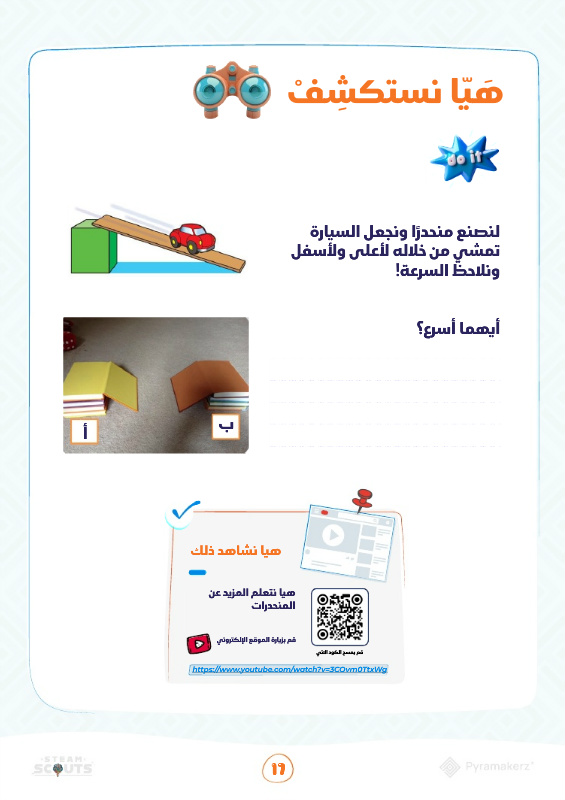 هَيّا نستكشِفْ
do it
لنصنع منحدرًا ونجعل السيارة
تمشي من خلاله لأعلى ولأسفل
ونلاحظ السرعة!
أيهما أسرع؟
أ
ب
هيا نشاهد ذلك
هيا نتعلم المزيد عن
المنحدرات
قم بزيارة الموقع الإلكتروني
قم بمسح الكود الاتي
https://www.youtube.com/watch?v=3COvm0TtxWg
STEAM
SCOUTS
١٦
Pyramakerz